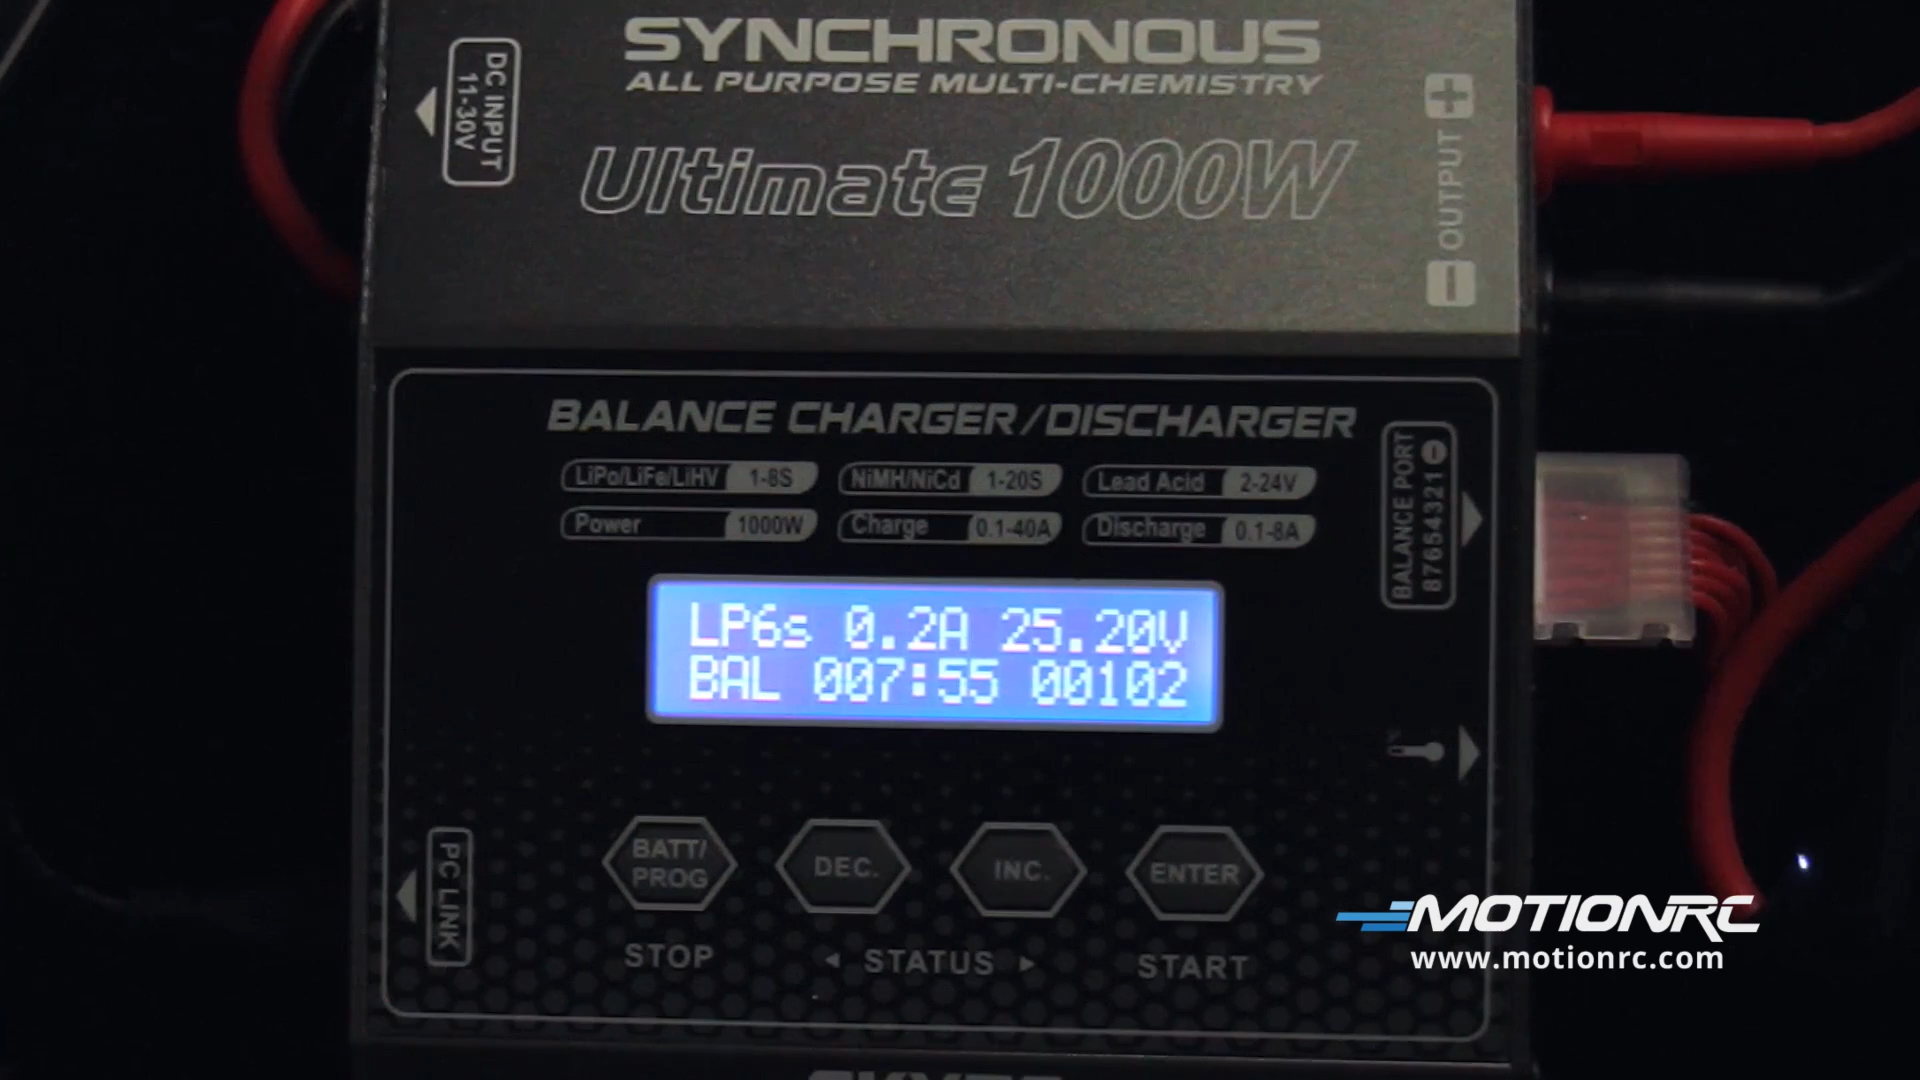 SYNCHRONOUS
ALL PURPOSE MULTI-CHEMISTRY
Ultimate 1000W
DC INPUT
11-30V
OUTPUT
BALANCE CHARGER/DISCHARGER
LiPo/LiFe/LiHV 1-8S NiMH/NiCd 1-20S Lead Acid 2-24V
Power 1000W Charge 0.1-40A Discharge 0.1-8A
BALANCE PORT
87654321
LP6s 0.2A 25.20V
BAL 007:55 00102
BATT/
PROG
DEC.
INC.
ENTER
STOP
STATUS
START
PC LINK
MOTIONRC
www.motionrc.com